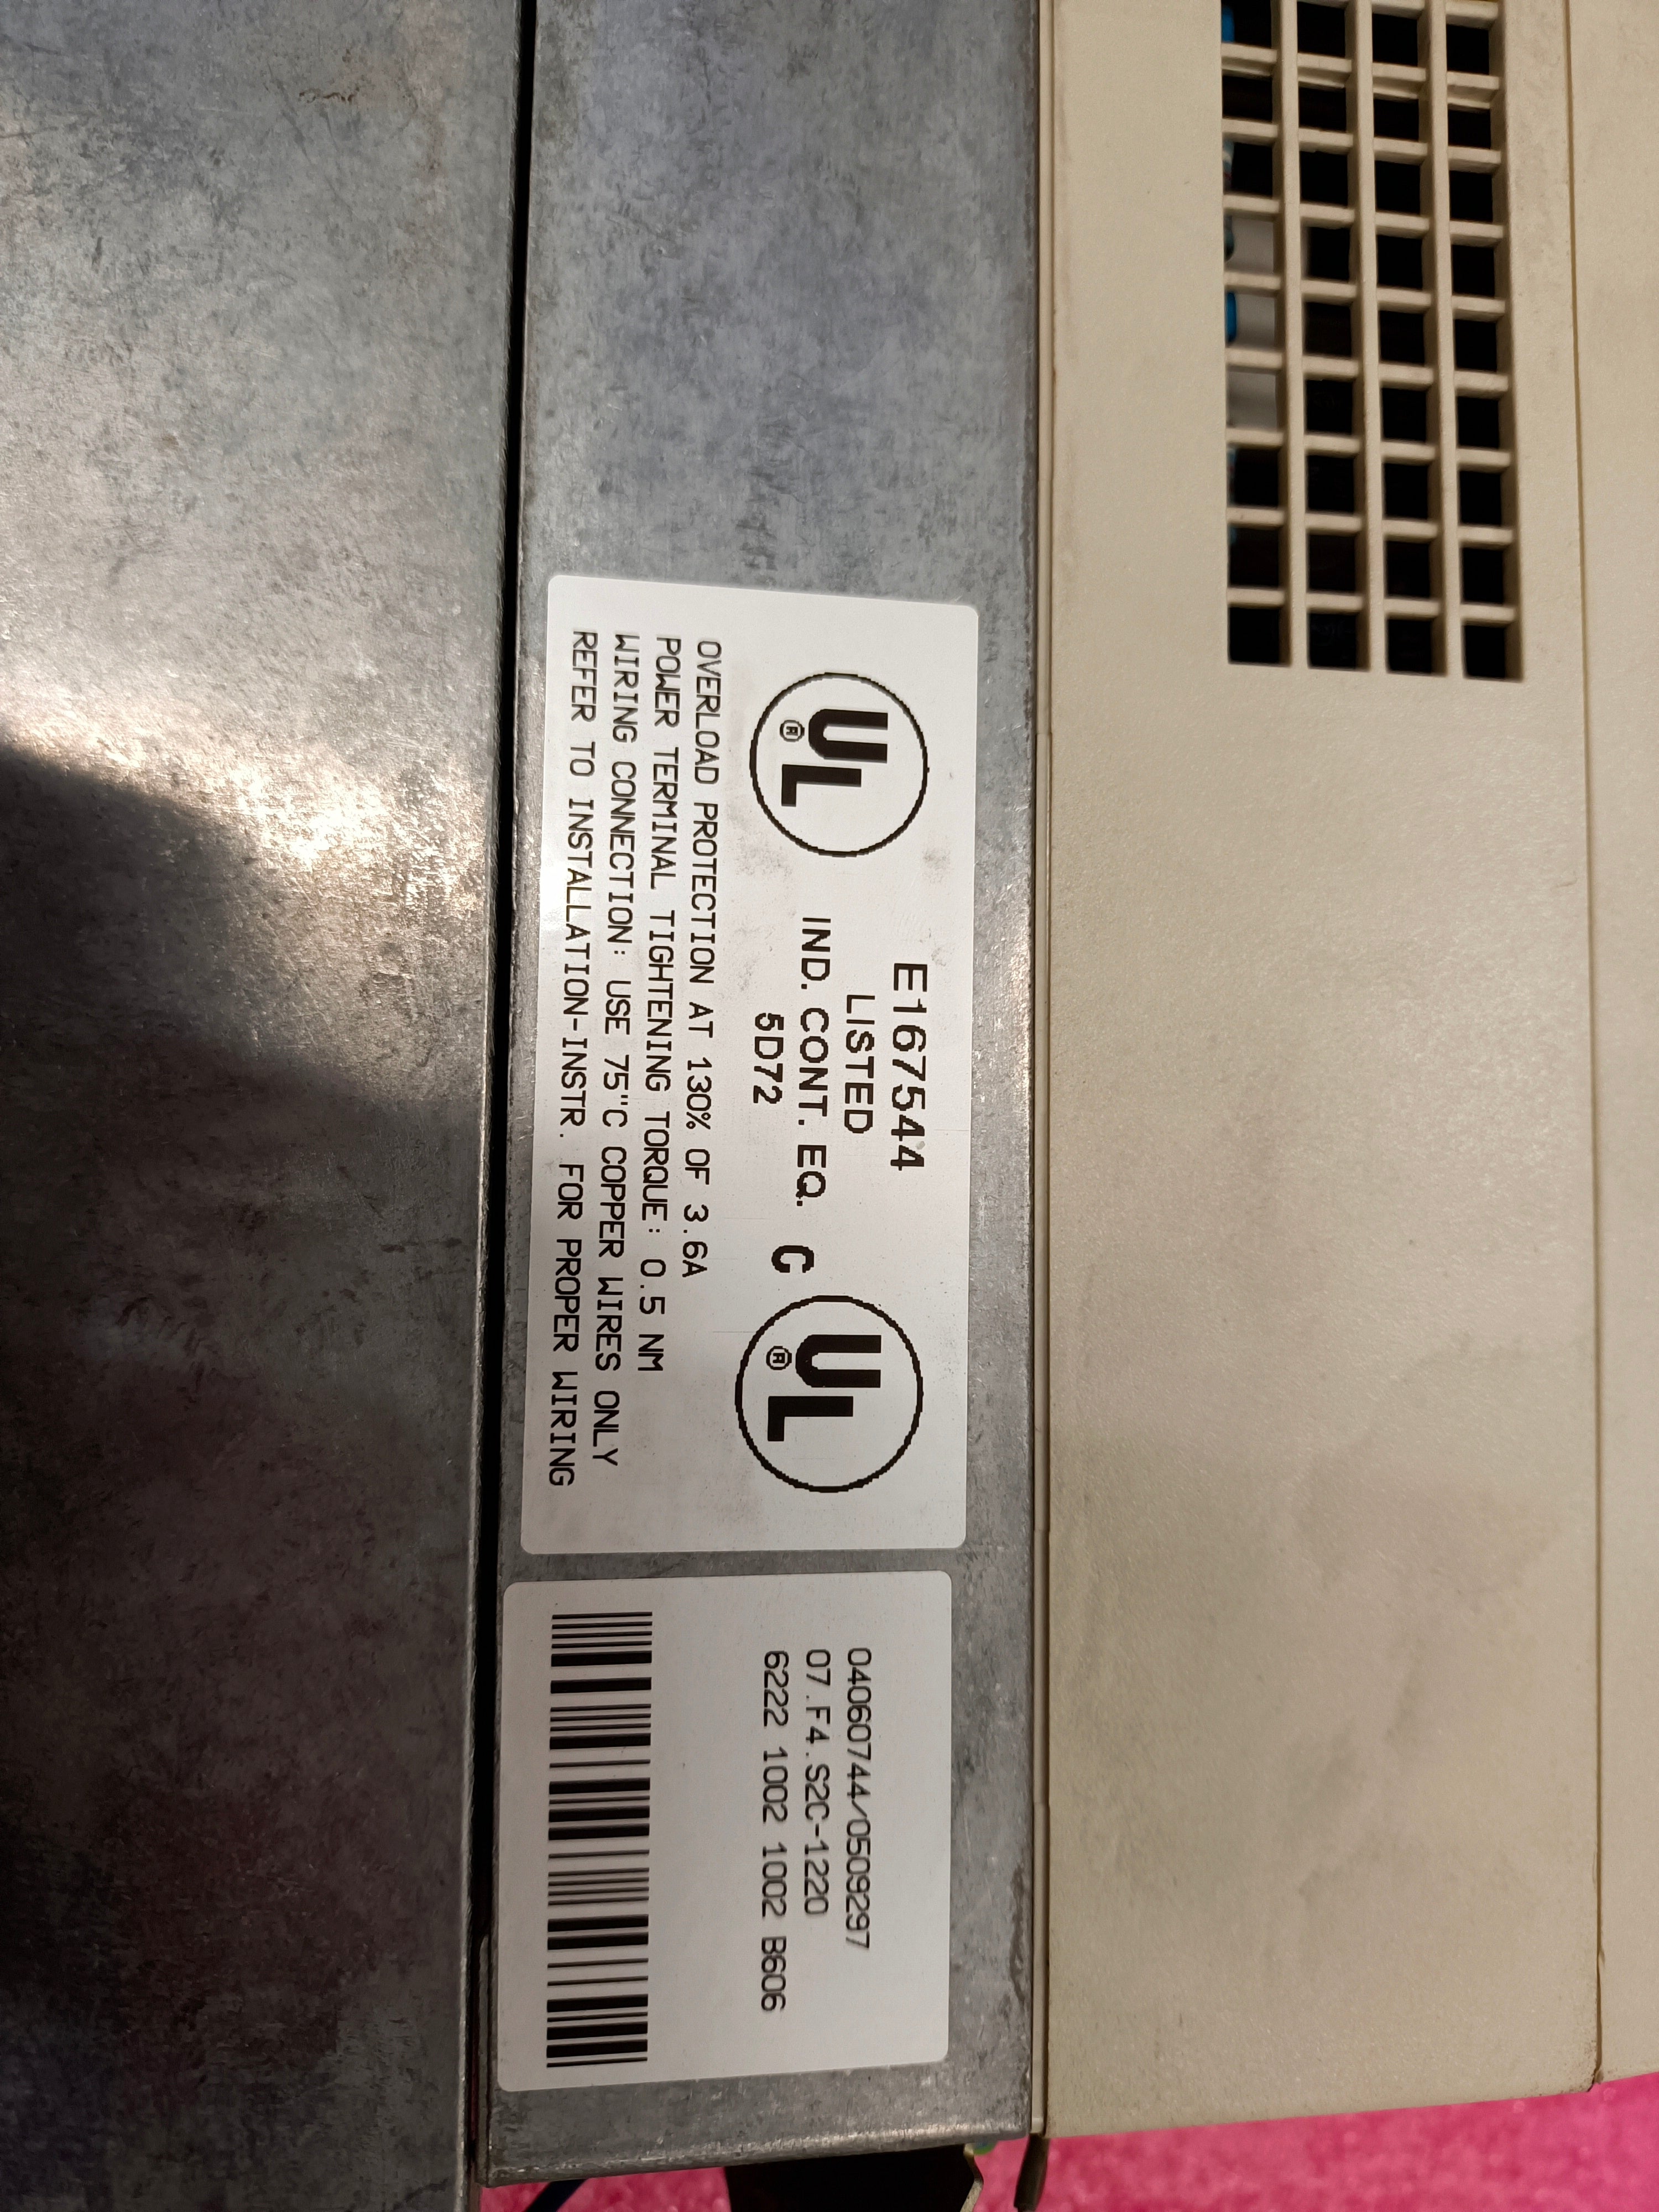 E167544
LISTED
IND. CONT. EQ.
5D72
UL ®
C UL ®
OVERLOAD PROTECTION AT 130% OF 3.6A
POWER TERMINAL TIGHTENING TORQUE: 0.5 NM
WIRING CONNECTION: USE 75"C COPPER WIRES ONLY
REFER TO INSTALLATION-INSTR. FOR PROPER WIRING
04060744/0509297
07.F4.S2C-1220
6222 1002 1002 B606